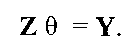 Z θ = Y.